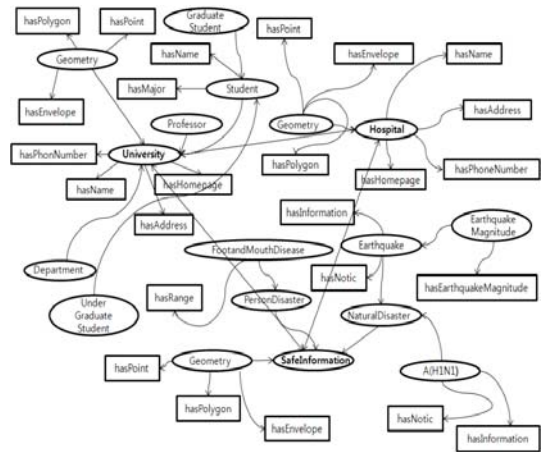 hasPolygon
hasPoint
Geometry
hasEnvelope
Graduate
Student
hasName
hasMajor
Student
Professor
hasPoint
hasEnvelope
hasName
Geometry
Hospital
hasAddress
hasPolygon
hasHomepage
hasPhoneNumber
University
hasPhonNumber
hasName
hasHomepage
hasAddress
hasInformation
Department
Under
Graduate
Student
FootandMouthDisease
Earthquake
Earthquake
Magnitude
hasNotic
hasEarthquakeMagnitude
hasRange
PersonDisaster
NaturalDisaster
Geometry
SafeInformation
hasPoint
hasPolygon
hasEnvelope
A(H1N1)
hasNotic
hasInformation